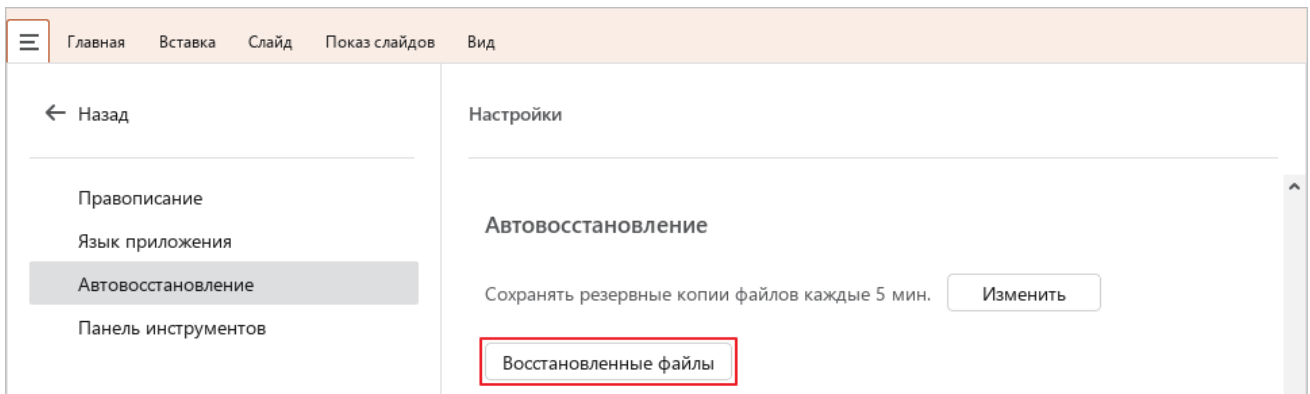 Главная Вставка Слайд Показ слайдов Вид
Назад
Настройки
Правописание
Язык приложения
Автовосстановление
Панель инструментов
Автовосстановление
Сохранять резервные копии файлов каждые 5 мин. Изменить
Восстановленные файлы